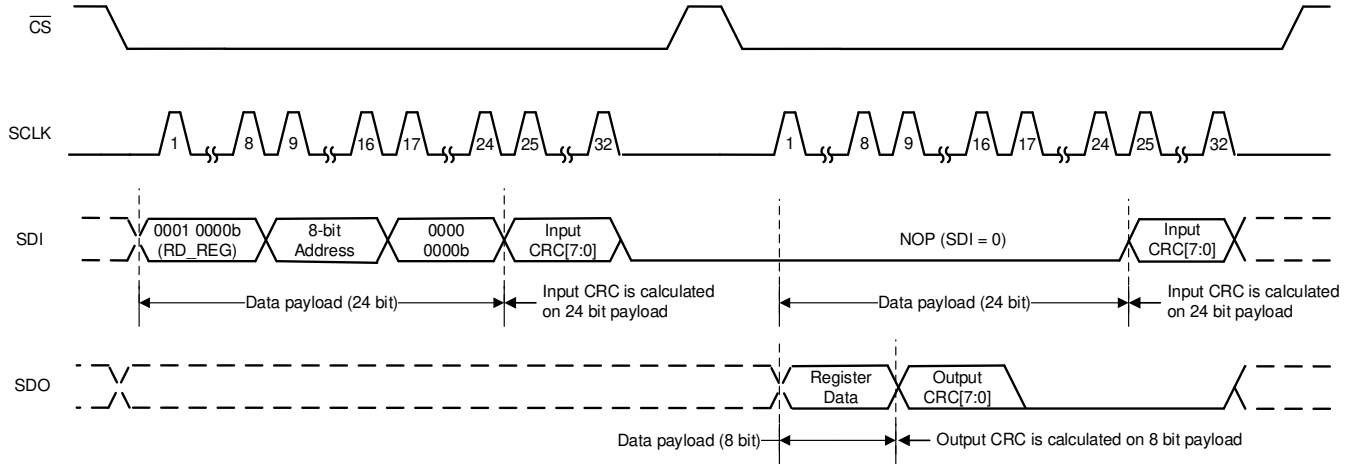 CS
SCLK
1 8 9 16 17 24 25 32 1 8 9 16 17 24 25 32
SDI
0001 0000b
(RD_REG)
8-bit
Address
0000
0000b
Input
CRC[7:0]
NOP (SDI = 0)
Input
CRC[7:0]
Data payload (24 bit)
Input CRC is calculated
on 24 bit payload
Data payload (24 bit)
Input CRC is calculated
on 24 bit payload
SDO
Register
Data
Output
CRC[7:0]
Data payload (8 bit)
Output CRC is calculated on 8 bit payload